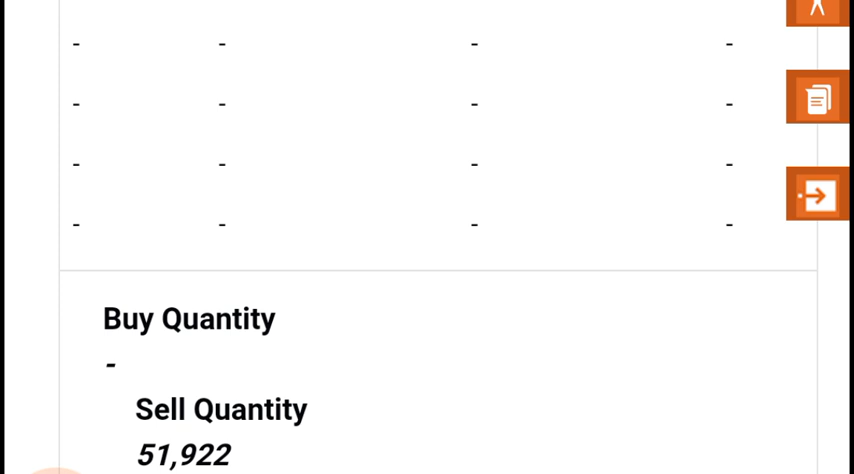 - - - -
- - - -
- - - -
- - - -
Buy Quantity
-
Sell Quantity
51,922